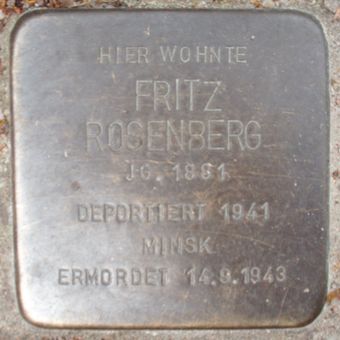 HIER WOHNTE
FRITZ
ROSENBERG
JG. 1881
DEPORTIERT 1941
MINSK
ERMORDET 14.9.1943